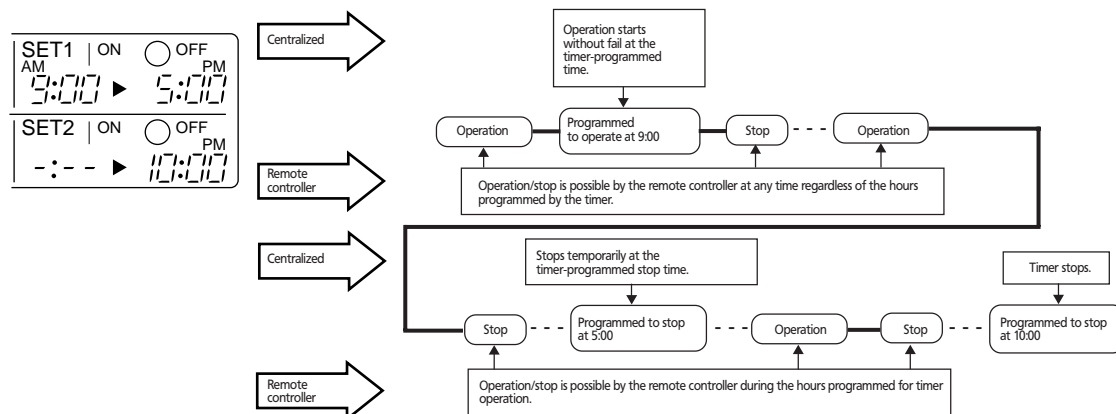 SET1 ON OFF
AM PM
9:00 5:00
SET2 ON OFF
PM
-:-- 10:00
Centralized
Operation starts
without fail at the
timer-programmed
time.
Operation
Programmed
to operate at 9:00
Stop
Operation
Remote
controller
Operation/stop is possible by the remote controller at any time regardless of the hours
programmed by the timer.
Centralized
Stops temporarily at the
timer-programmed stop time.
Timer stops.
Stop
Programmed to stop
at 5:00
Operation
Stop
Programmed to stop
at 10:00
Remote
controller
Operation/stop is possible by the remote controller during the hours programmed for timer
operation.